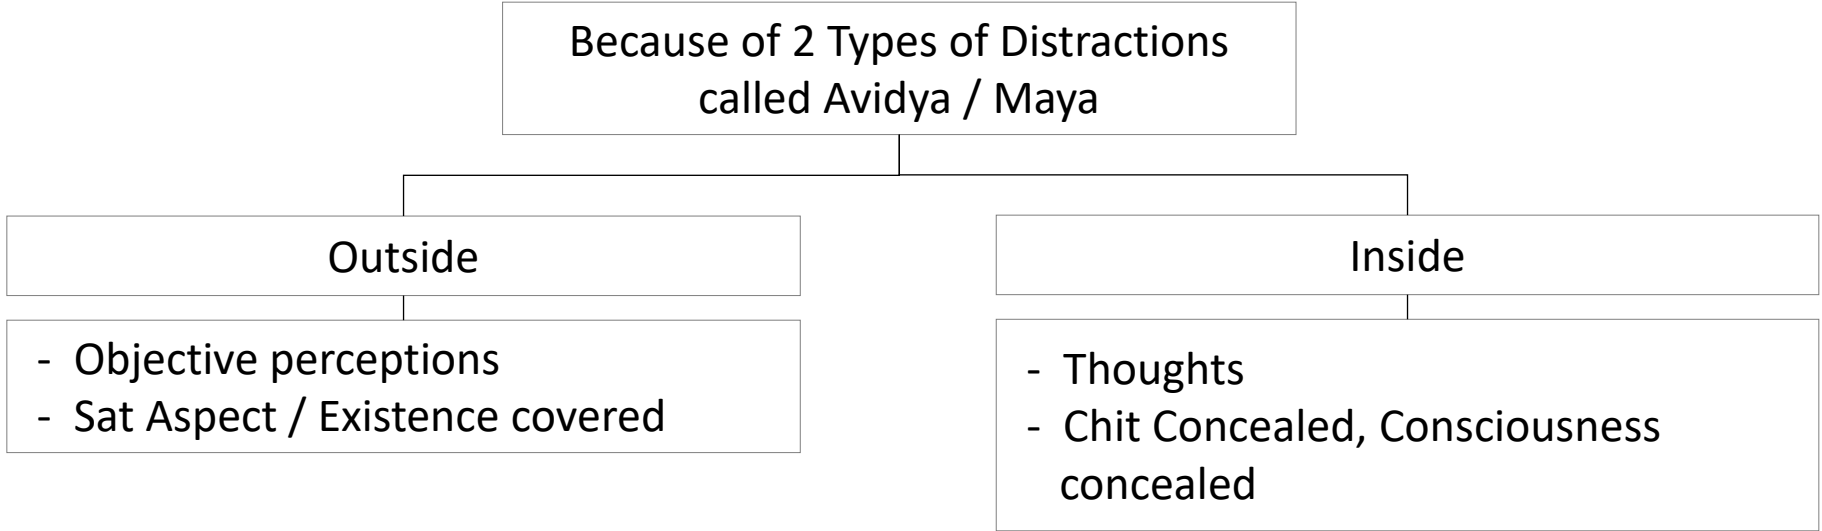 Because of 2 Types of Distractions
called Avidya / Maya
Outside
- Objective perceptions
- Sat Aspect / Existence covered
Inside
- Thoughts
- Chit Concealed, Consciousness
concealed